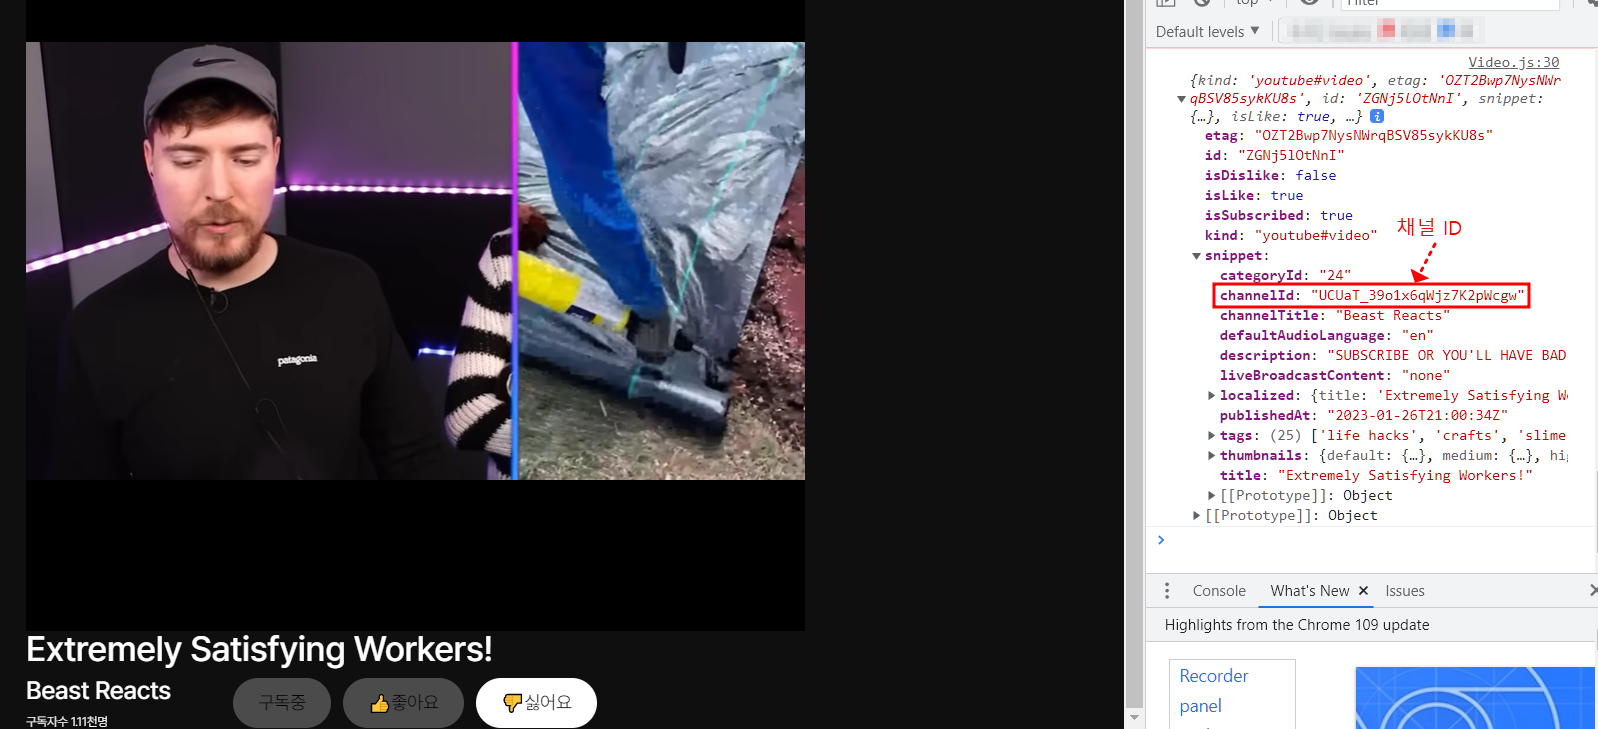 patagonia
Extremely Satisfying Workers!
Beast Reacts
구독자수 1.11천명
구독중
👍좋아요
👎싫어요
top
Filter
Default levels ▼
Video.js:30
{kind: 'youtube#video', etag: 'OZT2Bwp7NysNWr
qBSV85sykKU8s', id: 'ZGNj5lOtNnI', snippet:
{…}, isLike: true, …}
etag: "OZT2Bwp7NysNWrqBSV85sykKU8s"
id: "ZGNj5lOtNnI"
isDislike: false
isLike: true
isSubscribed: true
kind: "youtube#video"
채널 ID
snippet:
categoryId: "24"
channelId: "UCUaT_39o1x6qWjz7K2pWcgw"
channelTitle: "Beast Reacts"
defaultAudioLanguage: "en"
description: "SUBSCRIBE OR YOU'LL HAVE BAD
liveBroadcastContent: "none"
localized: {title: 'Extremely Satisfying W
publishedAt: "2023-01-26T21:00:34Z"
tags: (25) ['life hacks', 'crafts', 'slime
thumbnails: {default: {…}, medium: {…}, hi
title: "Extremely Satisfying Workers!"
[[Prototype]]: Object
[[Prototype]]: Object
Console What's New × Issues
Highlights from the Chrome 109 update
Recorder
panel